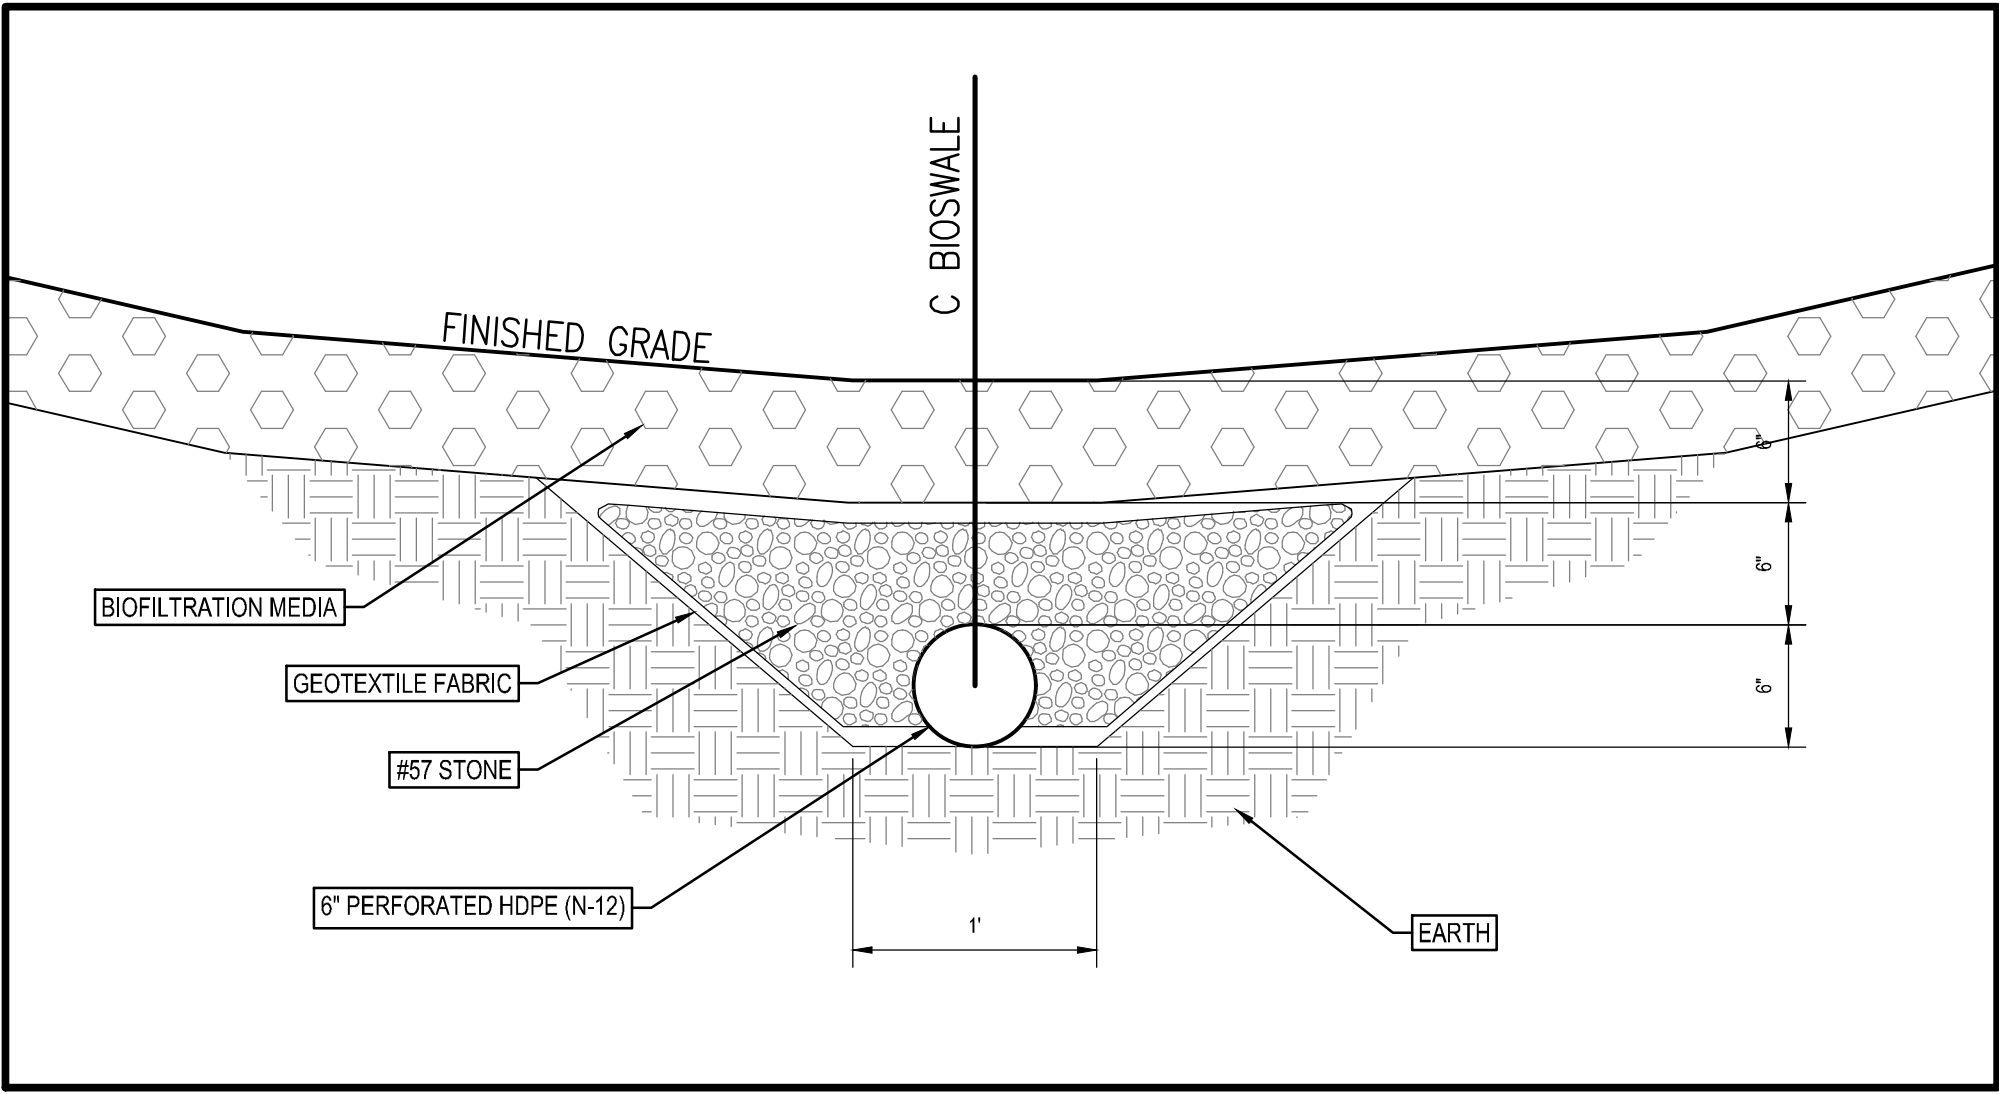 C BIOSWALE
FINISHED GRADE
6"
6"
6"
BIOFILTRATION MEDIA
GEOTEXTILE FABRIC
#57 STONE
6" PERFORATED HDPE (N-12)
1'
EARTH